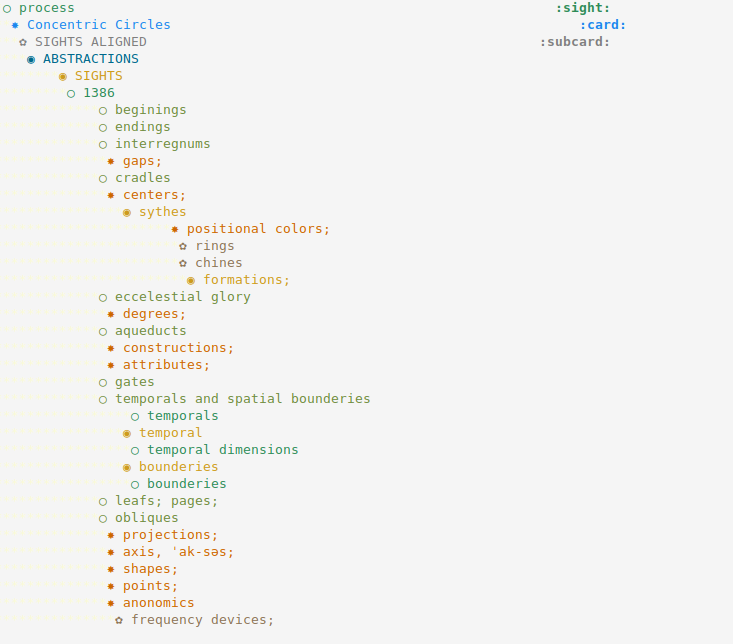 ○ process :sight:
✸ Concentric Circles :card:
✿ SIGHTS ALIGNED :subcard:
◉ ABSTRACTIONS
◉ SIGHTS
○ 1386
○ beginings
○ endings
○ interregnums
✸ gaps;
○ cradles
✸ centers;
◉ sythes
✸ positional colors;
✿ rings
✿ chines
◉ formations;
○ eccelestial glory
✸ degrees;
○ aqueducts
✸ constructions;
✸ attributes;
○ gates
○ temporals and spatial bounderies
○ temporals
◉ temporal
○ temporal dimensions
◉ bounderies
○ bounderies
○ leafs; pages;
○ obliques
✸ projections;
✸ axis, ˈak-səs;
✸ shapes;
✸ points;
✸ anonomics
✿ frequency devices;